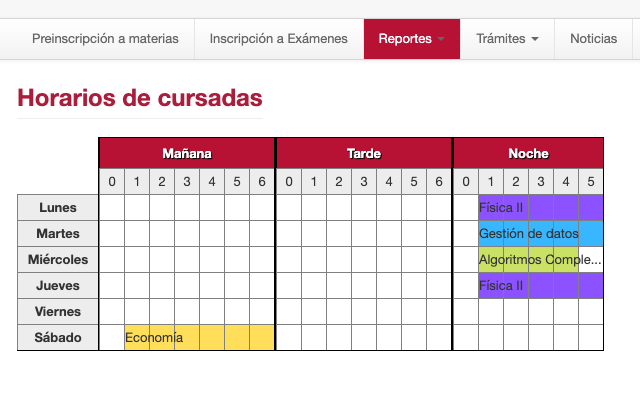 Preinscripción a materias Inscripción a Exámenes Reportes Trámites Noticias
Horarios de cursadas
Mañana Tarde Noche
0 1 2 3 4 5 6 0 1 2 3 4 5 6 0 1 2 3 4 5
Lunes Física II
Martes Gestión de datos
Miércoles Algoritmos Comple...
Jueves Física II
Viernes
Sábado Economía